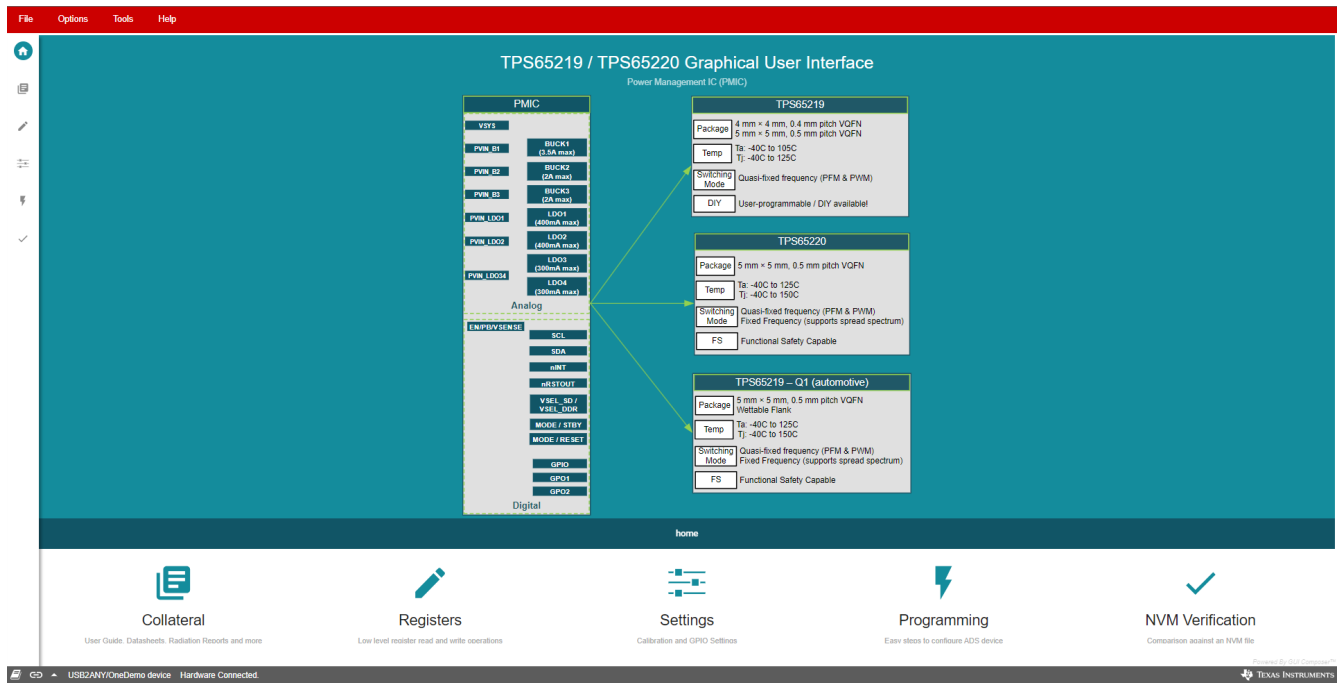 File Options Tools Help
TPS65219 / TPS65220 Graphical User Interface
Power Management IC (PMIC)
PMIC
VSYS
PVIN_B1
BUCK1
(3.5A max)
PVIN_B2
BUCK2
(2A max)
PVIN_B3
BUCK3
(2A max)
PVIN_LDO1
LDO1
(400mA max)
PVIN_LDO2
LDO2
(400mA max)
PVIN_LDO34
LDO3
(300mA max)
LDO4
(300mA max)
Analog
EN/PB/VSENSE
SCL
SDA
nINT
nRSTOUT
VSEL_SD /
VSEL_DDR
MODE / STBY
MODE / RESET
GPIO
GPO1
GPO2
Digital
TPS65219
Package
4 mm × 4 mm, 0.4 mm pitch VQFN
5 mm × 5 mm, 0.5 mm pitch VQFN
Temp
Ta: -40C to 105C
Tj: -40C to 125C
Switching
Mode
Quasi-fixed frequency (PFM & PWM)
DIY
User-programmable / DIY available!
TPS65220
Package
5 mm × 5 mm, 0.5 mm pitch VQFN
Temp
Ta: -40C to 125C
Tj: -40C to 150C
Switching
Mode
Quasi-fixed frequency (PFM & PWM)
Fixed Frequency (supports spread spectrum)
FS
Functional Safety Capable
TPS65219 – Q1 (automotive)
Package
5 mm × 5 mm, 0.5 mm pitch VQFN
Wettable Flank
Temp
Ta: -40C to 125C
Tj: -40C to 150C
Switching
Mode
Quasi-fixed frequency (PFM & PWM)
Fixed Frequency (supports spread spectrum)
FS
Functional Safety Capable
home
Collateral
User Guide, Datasheets, Radiation Reports and more
Registers
Low level register read and write operations
Settings
Calibration and GPIO Settings
Programming
Easy steps to configure ADS device
NVM Verification
Comparison against an NVM file
Powered By GUI Composer™
USB2ANY/OneDemo device Hardware Connected.
TEXAS INSTRUMENTS